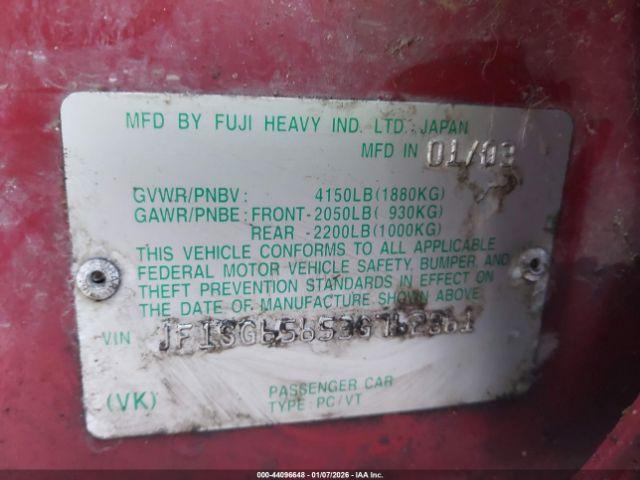 MFD BY FUJI HEAVY IND. LTD., JAPAN
MFD IN 01/03
GVWR/PNBV : 4150LB(1880KG)
GAWR/PNBE : FRONT-2050LB( 930KG)
REAR -2200LB(1000KG)
THIS VEHICLE CONFORMS TO ALL APPLICABLE
FEDERAL MOTOR VEHICLE SAFETY, BUMPER, AND
THEFT PREVENTION STANDARDS IN EFFECT ON
THE DATE OF MANUFACTURE SHOWN ABOVE.
VIN JF1SG65653G762361
PASSENGER CAR
(VK) TYPE: PC/VT
000-44096648 - 01/07/2026 - IAA Inc.